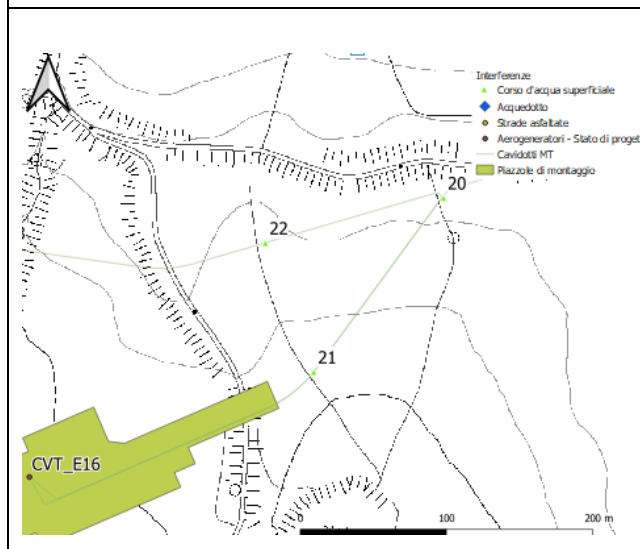 Interferenze
Corso d'acqua superficiale
Acquedotto
Strade asfaltate
Aerogeneratori - Stato di proget
Cavidotti MT
Piazzole di montaggio
20
22
21
CVT_E16
0 100 200 m